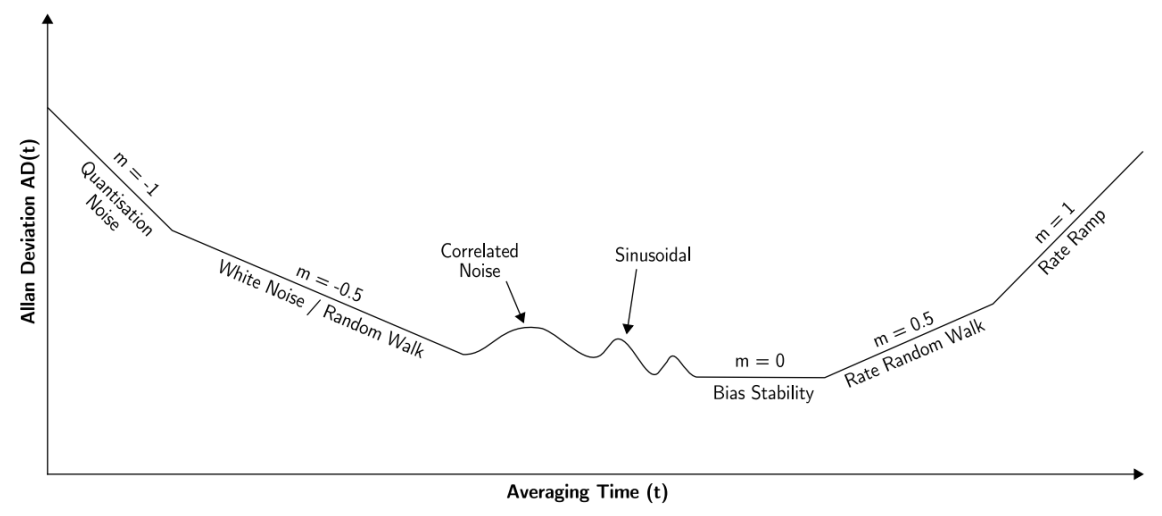 Allan Deviation AD(t)
m = -1
Quantisation
Noise
m = -0.5
White Noise / Random Walk
Correlated
Noise
Sinusoidal
m = 0
Bias Stability
m = 0.5
Rate Random Walk
m = 1
Rate Ramp
Averaging Time (t)